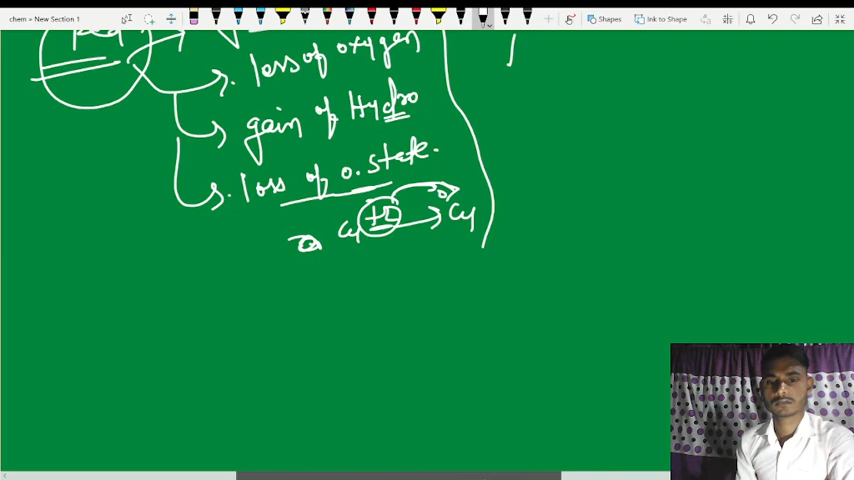 chem » New Section 1
Shapes
Ink to Shape
loss of oxygen
gain of Hydro
loss of o. state.
Cu +2 → Cu